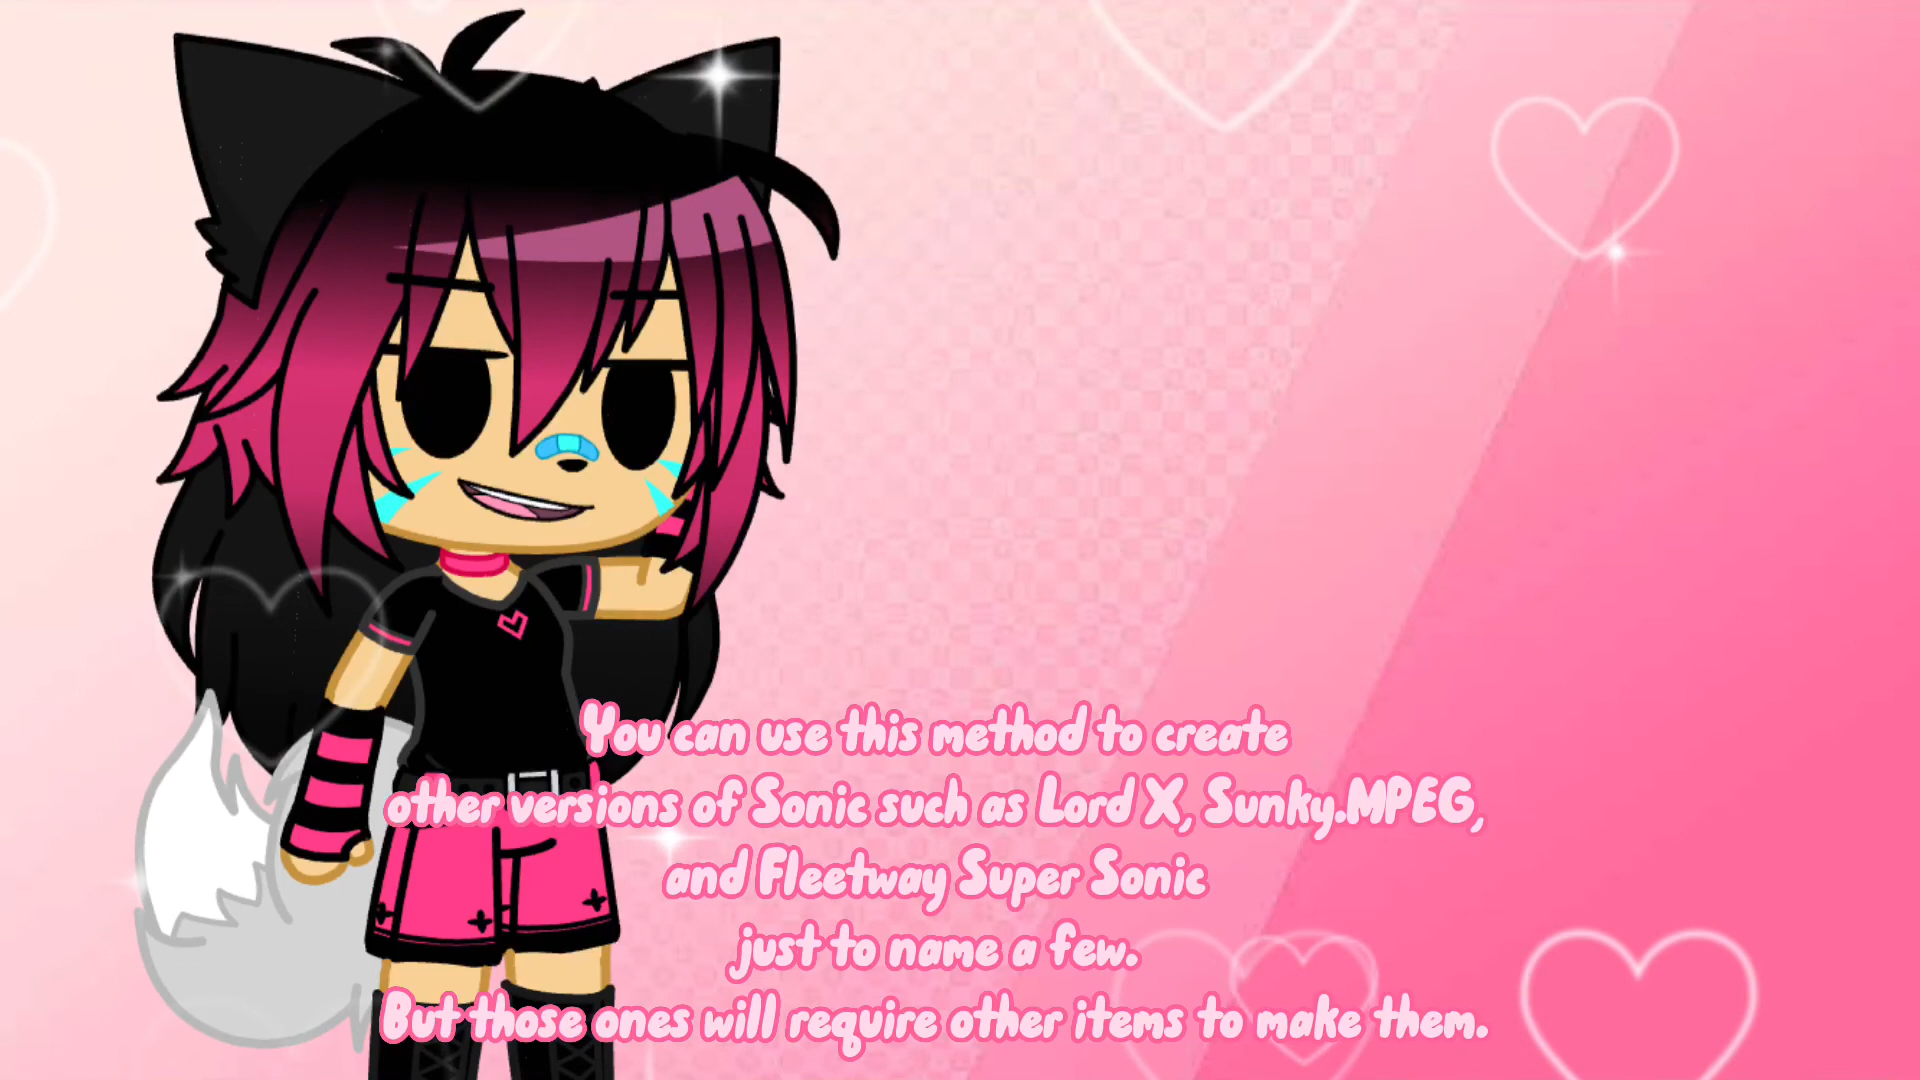 You can use this method to create
other versions of Sonic such as Lord X, Sunky.MPEG,
and Fleetway Super Sonic
just to name a few.
But those ones will require other items to make them.